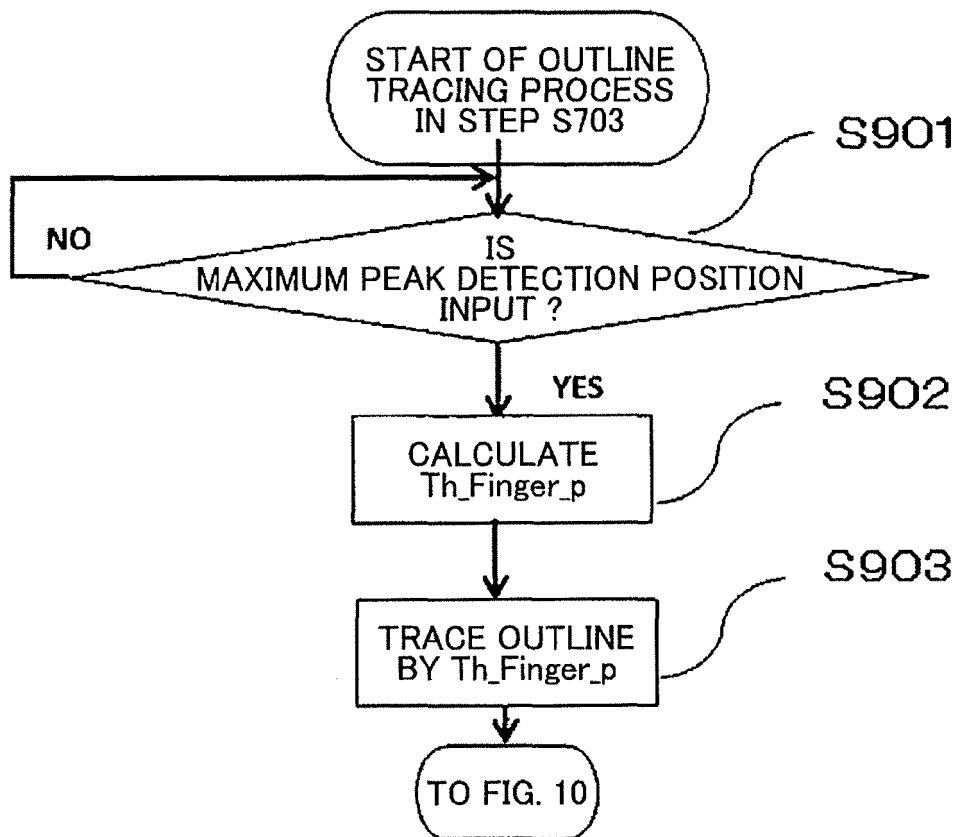 START OF OUTLINE
TRACING PROCESS
IN STEP S703
S901
NO
IS
MAXIMUM PEAK DETECTION POSITION
INPUT ?
YES
S902
CALCULATE
Th_Finger_p
S903
TRACE OUTLINE
BY Th_Finger_p
TO FIG. 10